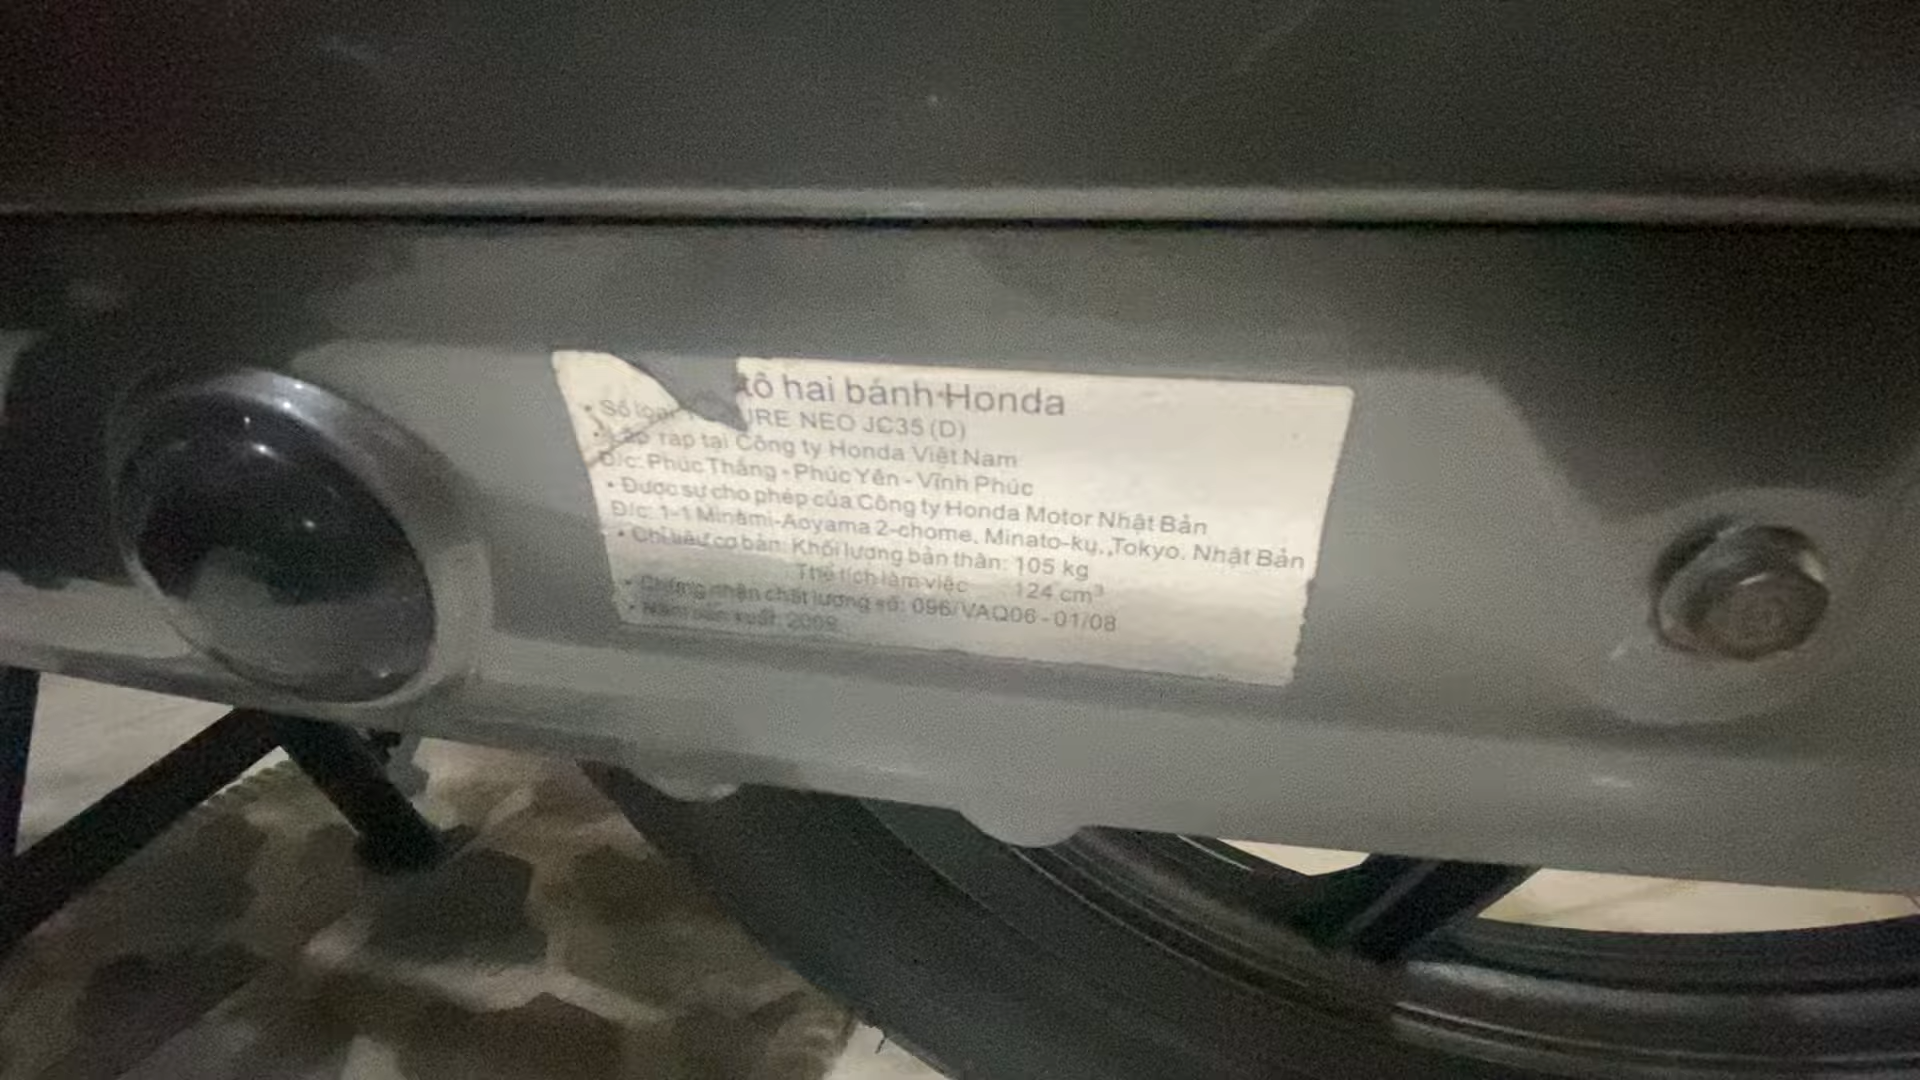 tô hai bánh Honda
• Số loại URE NEO JC35 (D)
ráp tại Công ty Honda Việt Nam
Đ/c: Phúc Thắng - Phúc Yên - Vĩnh Phúc
• Được sự cho phép của Công ty Honda Motor Nhật Bản
Đ/c: 1-1 Minami-Aoyama 2-chome, Minato-ku, Tokyo, Nhật Bản
• Chỉ tiêu cơ bản: Khối lượng bản thân: 105 kg
Thể tích làm việc 124 cm³
• Chứng nhận chất lượng số: 096/VAQ06 - 01/08
• Năm sản xuất: 2009